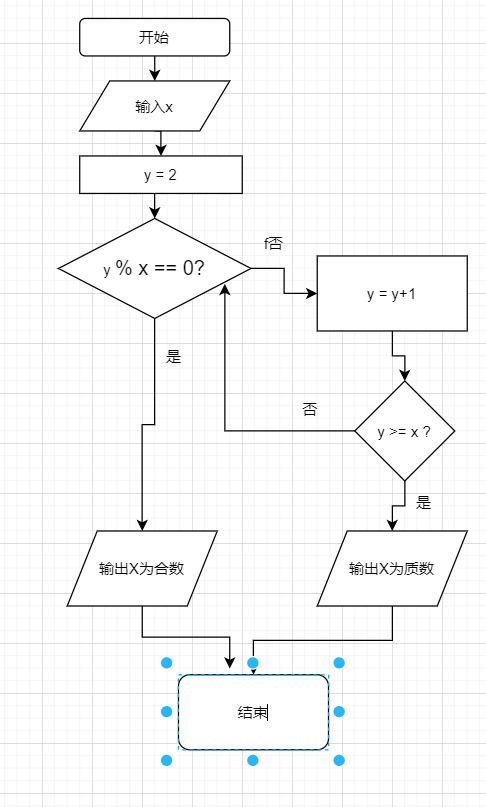 开始
输入x
y = 2
y % x == 0?
f否
y = y+1
是
否
y >= x ?
是
输出X为合数
输出X为质数
结束